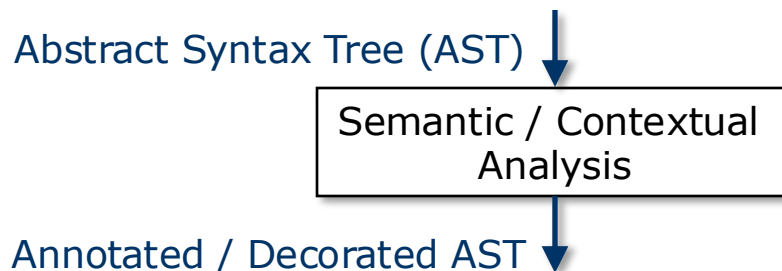 Abstract Syntax Tree (AST)
Semantic / Contextual
Analysis
Annotated / Decorated AST